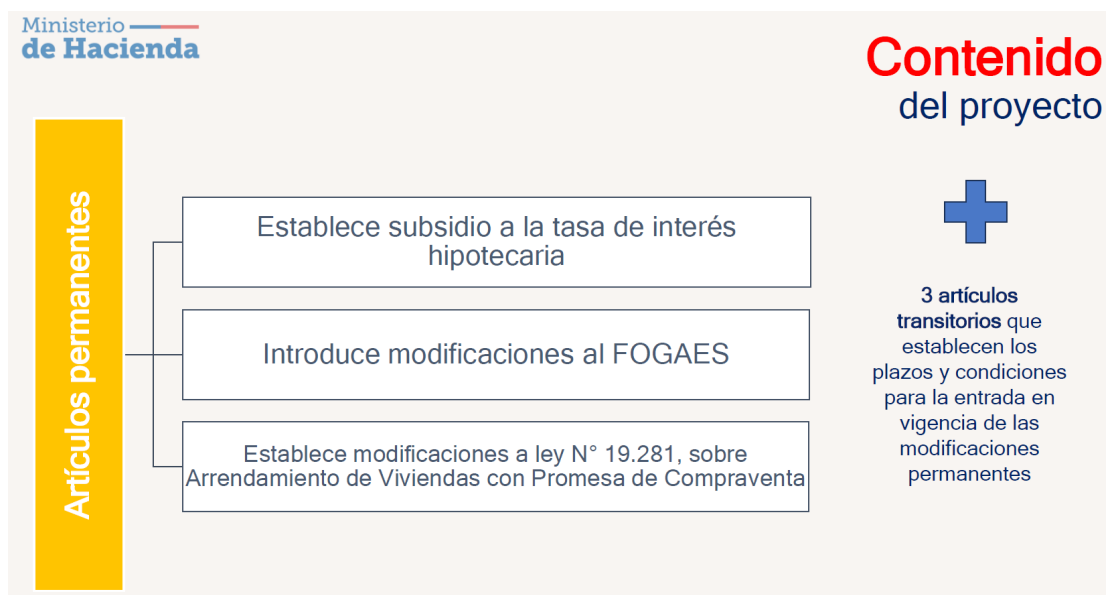 Ministerio
de Hacienda
Contenido
del proyecto
Artículos permanentes
Establece subsidio a la tasa de interés
hipotecaria
Introduce modificaciones al FOGAES
Establece modificaciones a ley N° 19.281, sobre
Arrendamiento de Viviendas con Promesa de Compraventa
3 artículos
transitorios que
establecen los
plazos y condiciones
para la entrada en
vigencia de las
modificaciones
permanentes